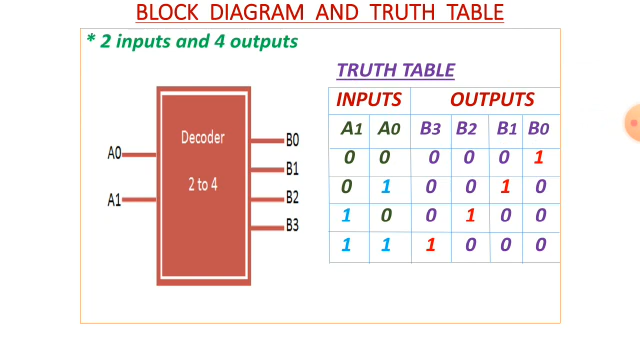 BLOCK DIAGRAM AND TRUTH TABLE
* 2 inputs and 4 outputs
TRUTH TABLE
INPUTS OUTPUTS
A1 A0 B3 B2 B1 B0
0 0 0 0 0 1
0 1 0 0 1 0
1 0 0 1 0 0
1 1 1 0 0 0
Decoder
2 to 4
A0
A1
B0
B1
B2
B3